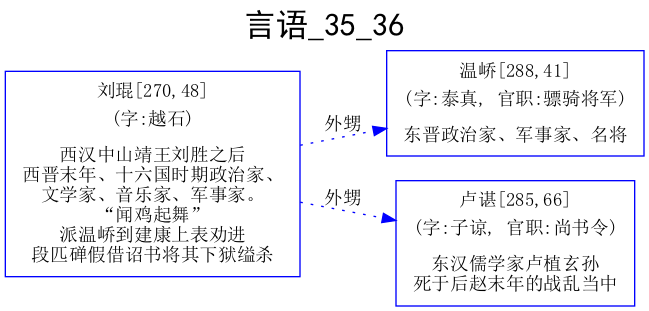 言语_35_36
刘琨[270,48]
(字:越石)
西汉中山靖王刘胜之后
西晋末年、十六国时期政治家、
文学家、音乐家、军事家。
“闻鸡起舞”
派温峤到建康上表劝进
段匹磾假借诏书将其下狱缢杀
外甥
外甥
温峤[288,41]
(字:泰真, 官职:骠骑将军)
东晋政治家、军事家、名将
卢谌[285,66]
(字:子谅, 官职:尚书令)
东汉儒学家卢植玄孙
死于后赵末年的战乱当中